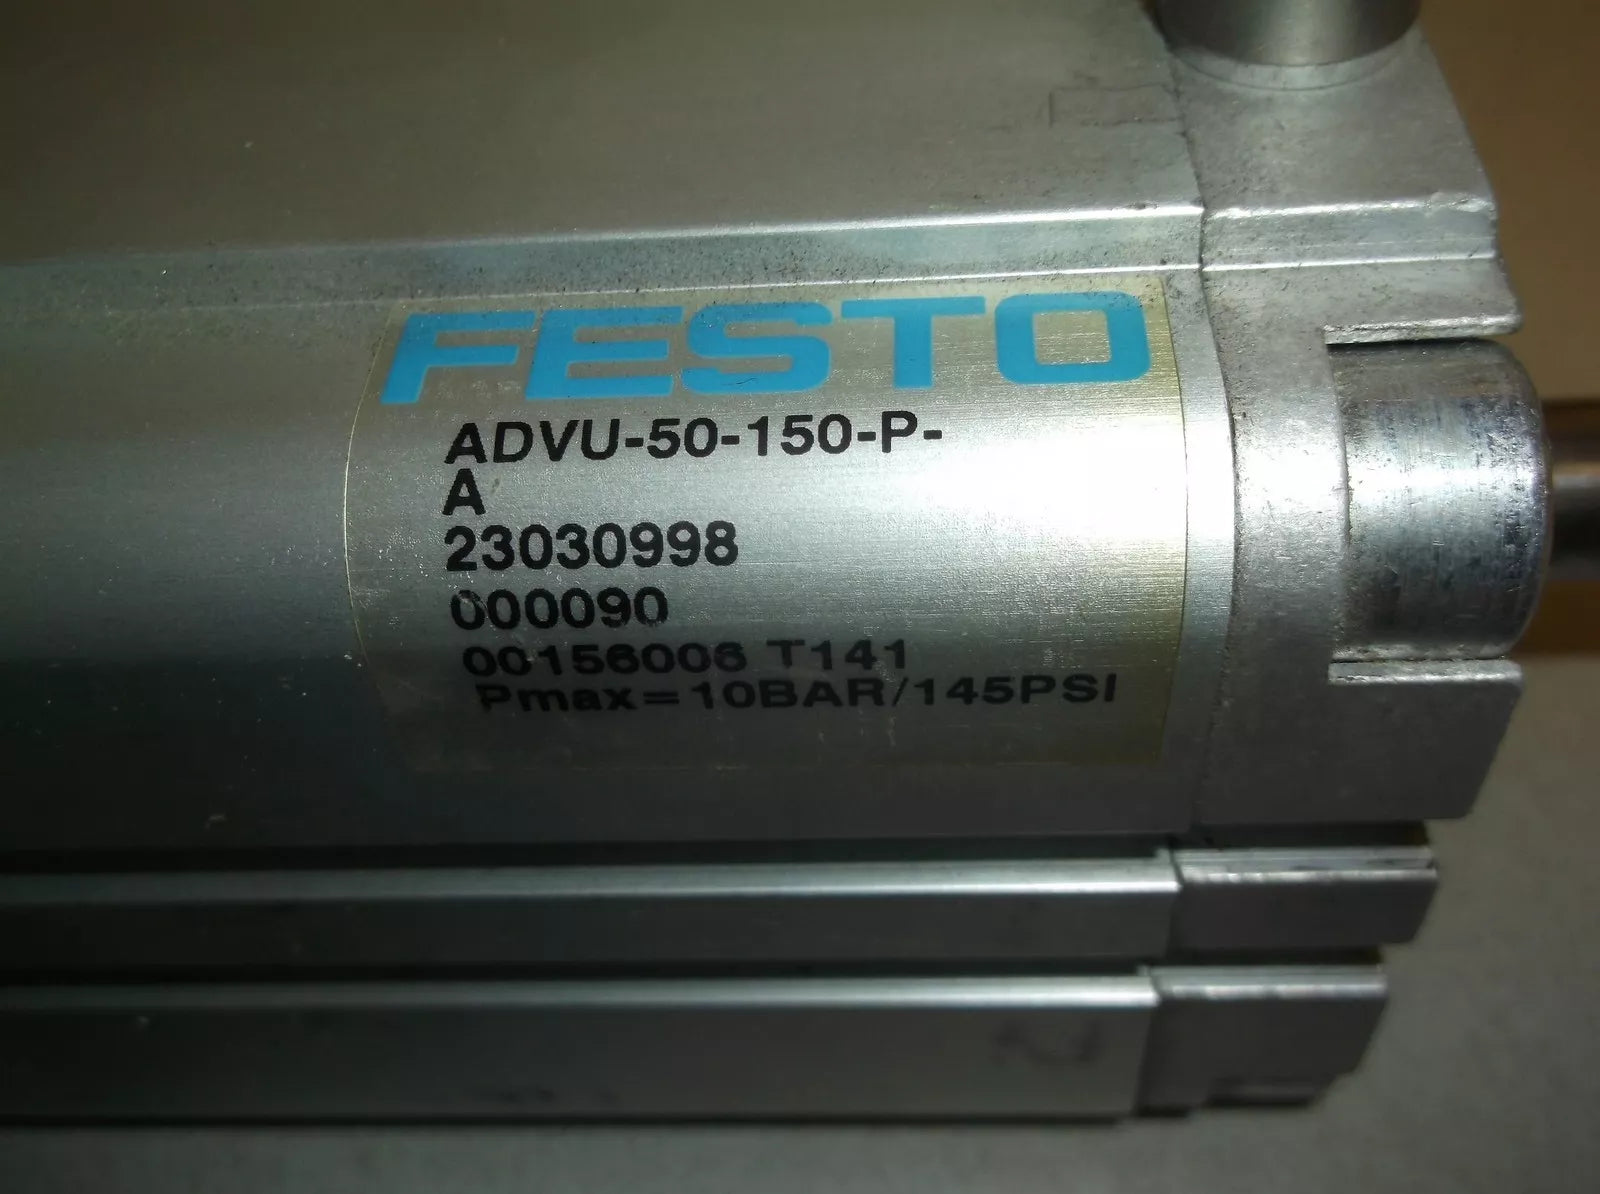 FESTO
ADVU-50-150-P-
A
23030998
000090
00156006 T141
Pmax=10BAR/145PSI